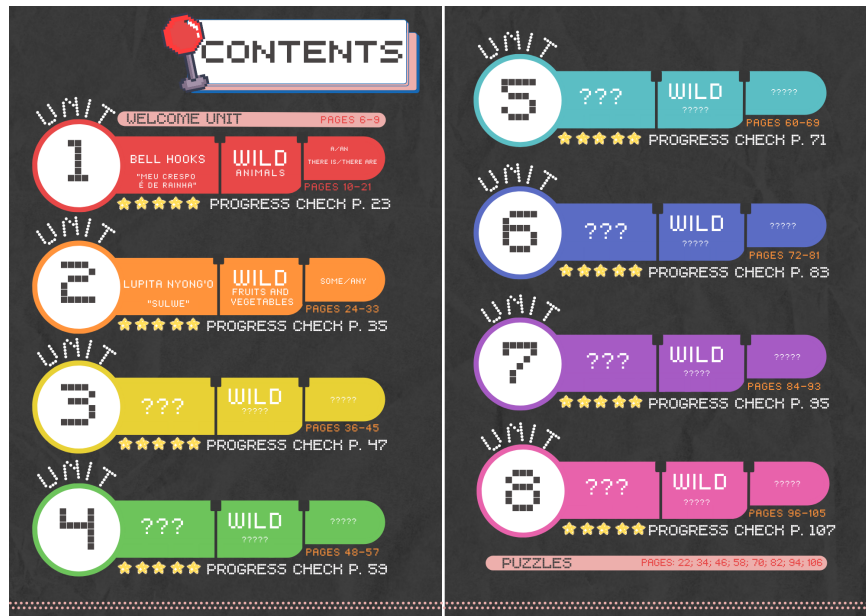 CONTENTS
WELCOME UNIT PAGES 6-9
UNIT
1
BELL HOOKS
"MEU CRESPO
É DE RAINHA"
WILD
ANIMALS
A/AN
THERE IS/THERE ARE
PAGES 10-21
PROGRESS CHECK P. 23
UNIT
2
LUPITA NYONG'O
"SULWE"
WILD
FRUITS AND
VEGETABLES
SOME/ANY
PAGES 24-33
PROGRESS CHECK P. 35
UNIT
3
???
WILD
?????
?????
PAGES 36-45
PROGRESS CHECK P. 47
UNIT
4
???
WILD
?????
?????
PAGES 48-57
PROGRESS CHECK P. 59
UNIT
5
???
WILD
?????
?????
PAGES 60-69
PROGRESS CHECK P. 71
UNIT
6
???
WILD
?????
?????
PAGES 72-81
PROGRESS CHECK P. 83
UNIT
7
???
WILD
?????
?????
PAGES 84-93
PROGRESS CHECK P. 95
UNIT
8
???
WILD
?????
?????
PAGES 96-105
PROGRESS CHECK P. 107
PUZZLES PAGES: 22; 34; 46; 58; 70; 82; 94; 106